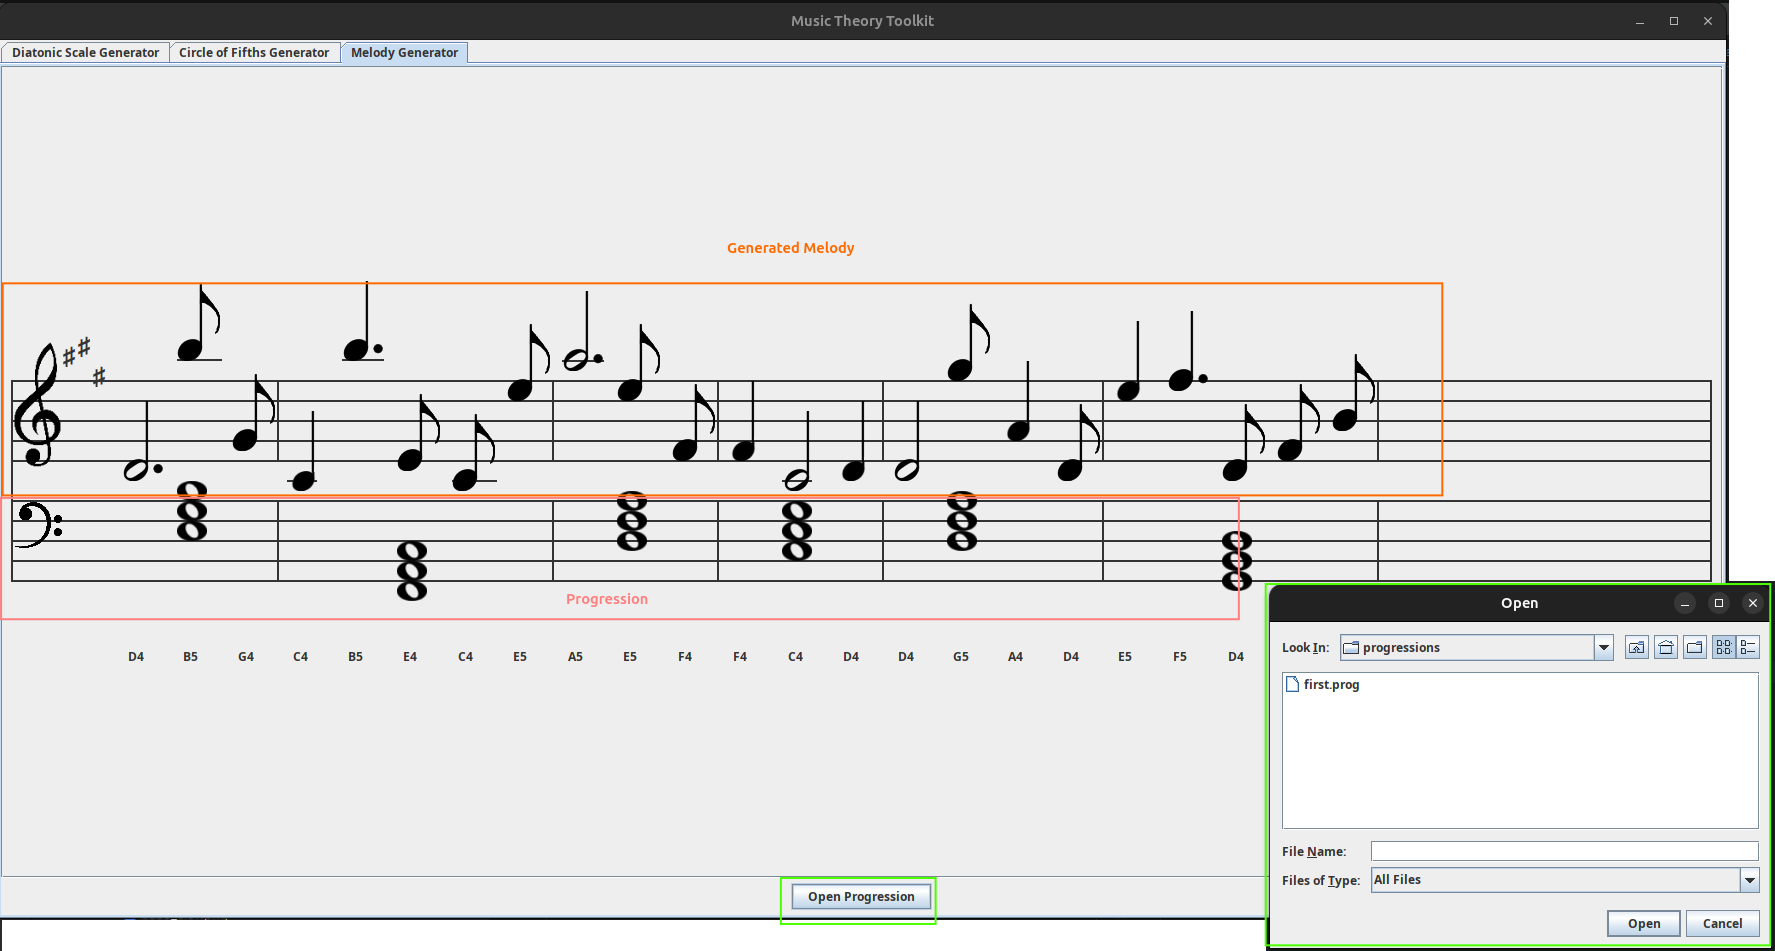 Music Theory Toolkit
Diatonic Scale Generator Circle of Fifths Generator Melody Generator
Generated Melody
Progression
D4 B5 G4 C4 B5 E4 C4 E5 A5 E5 F4 F4 C4 D4 D4 G5 A4 D4 E5 F5 D4
Open Progression
Open
Look In: progressions
first.prog
File Name:
Files of Type: All Files
Open Cancel